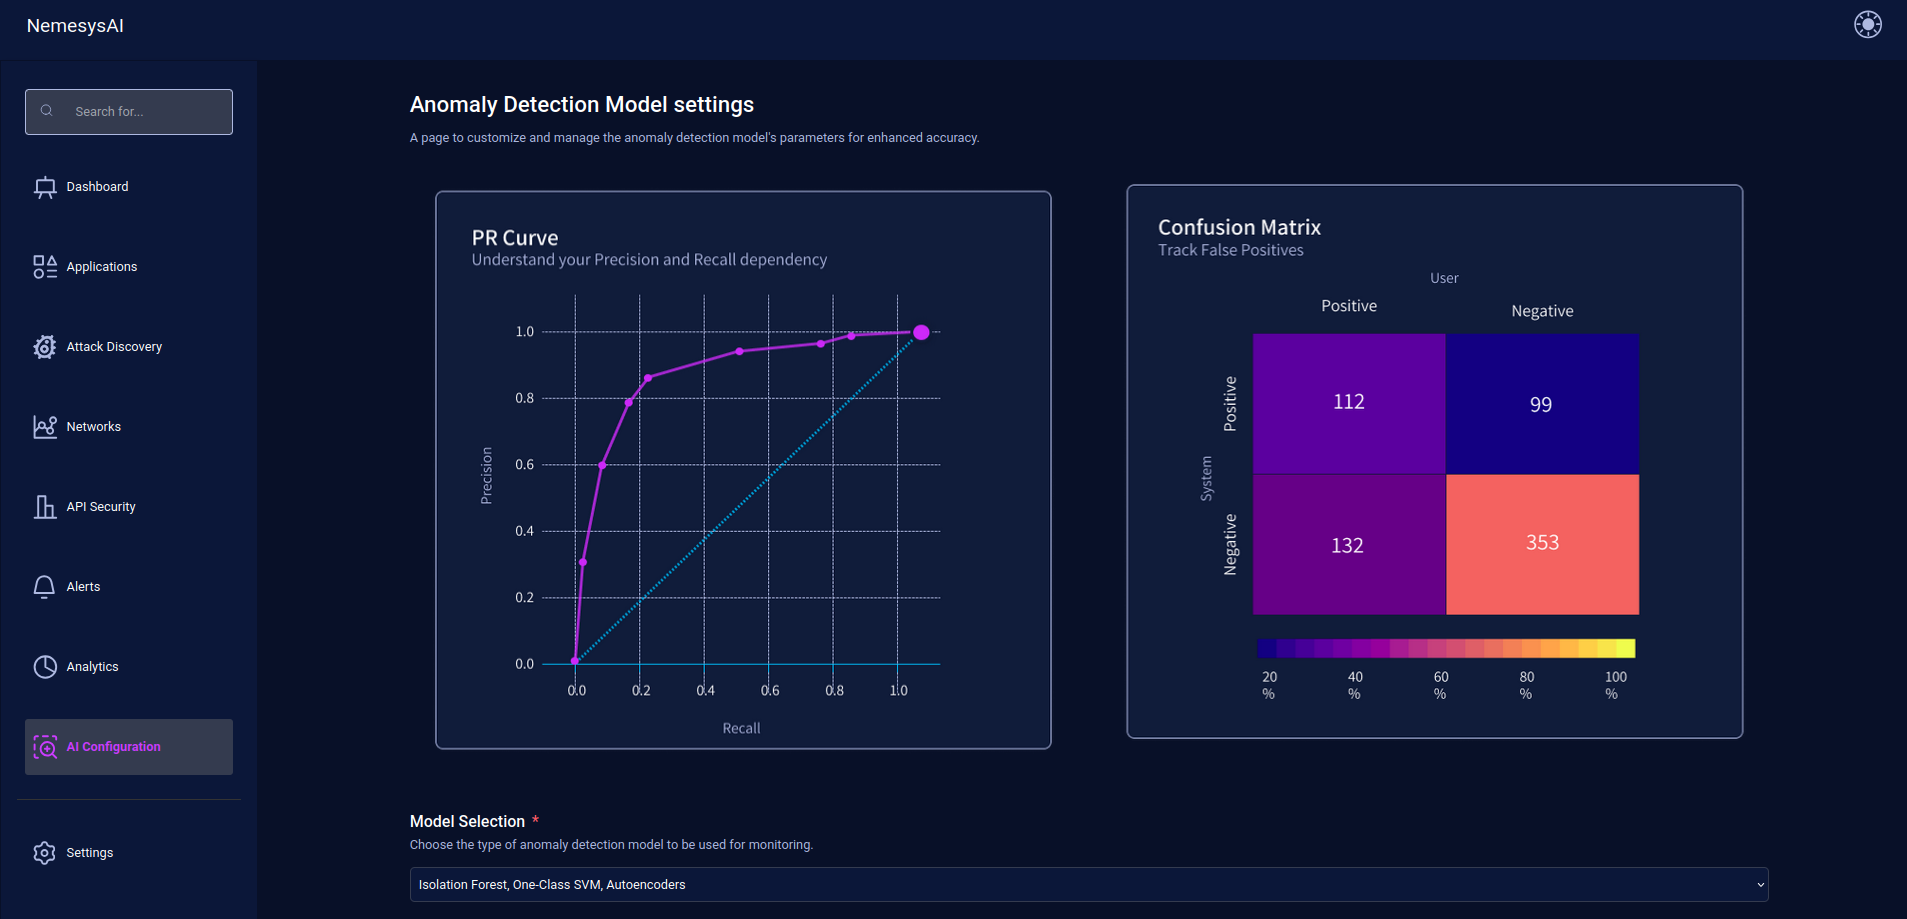 NemesysAI
Search for...
Dashboard
Applications
Attack Discovery
Networks
API Security
Alerts
Analytics
AI Configuration
Settings
Anomaly Detection Model settings
A page to customize and manage the anomaly detection model's parameters for enhanced accuracy.
PR Curve
Understand your Precision and Recall dependency
1.0
0.8
0.6
0.4
0.2
0.0
Precision
0.0 0.2 0.4 0.6 0.8 1.0
Recall
Confusion Matrix
Track False Positives
User
Positive Negative
System
Positive
Negative
112 99
132 353
20 40 60 80 100
% % % % %
Model Selection *
Choose the type of anomaly detection model to be used for monitoring.
Isolation Forest, One-Class SVM, Autoencoders